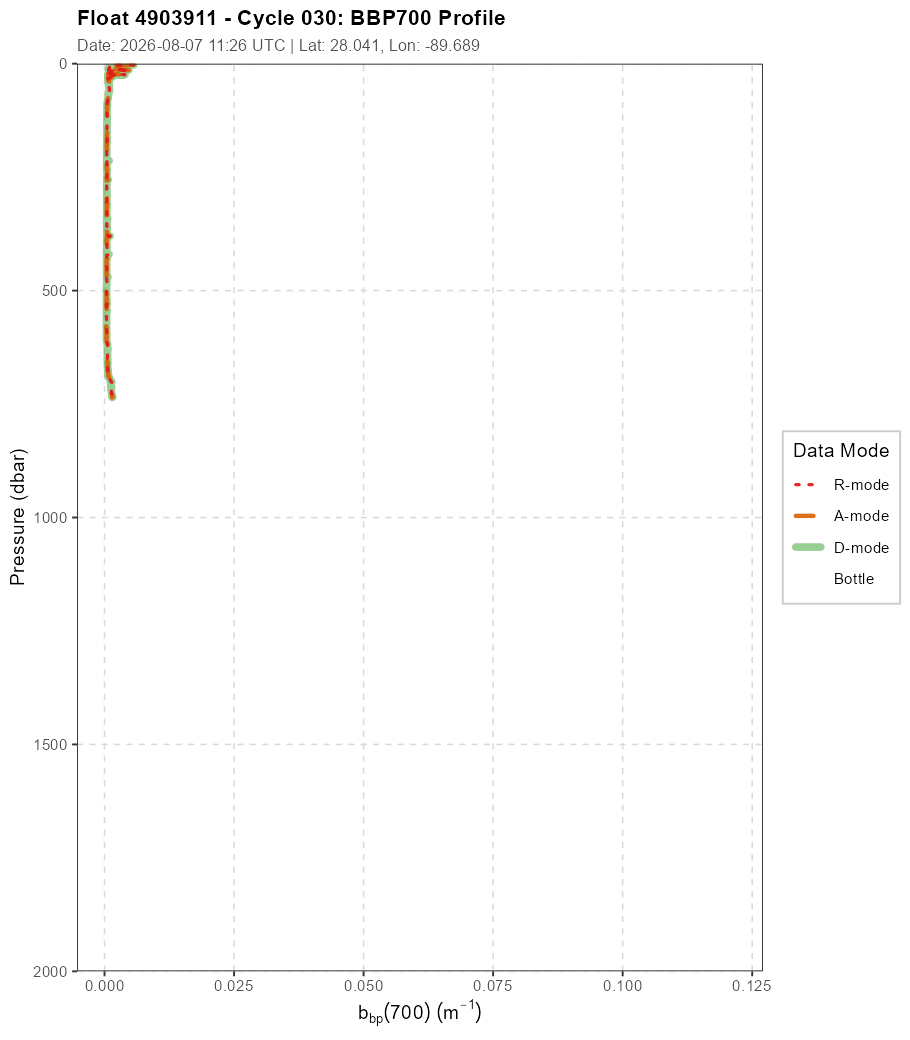 Float 4903911 - Cycle 030: BBP700 Profile
Date: 2026-08-07 11:26 UTC | Lat: 28.041, Lon: -89.689
0
500
1000
1500
2000
Pressure (dbar)
0.000 0.025 0.050 0.075 0.100 0.125
b_bp(700) (m⁻¹)
Data Mode
R-mode
A-mode
D-mode
Bottle